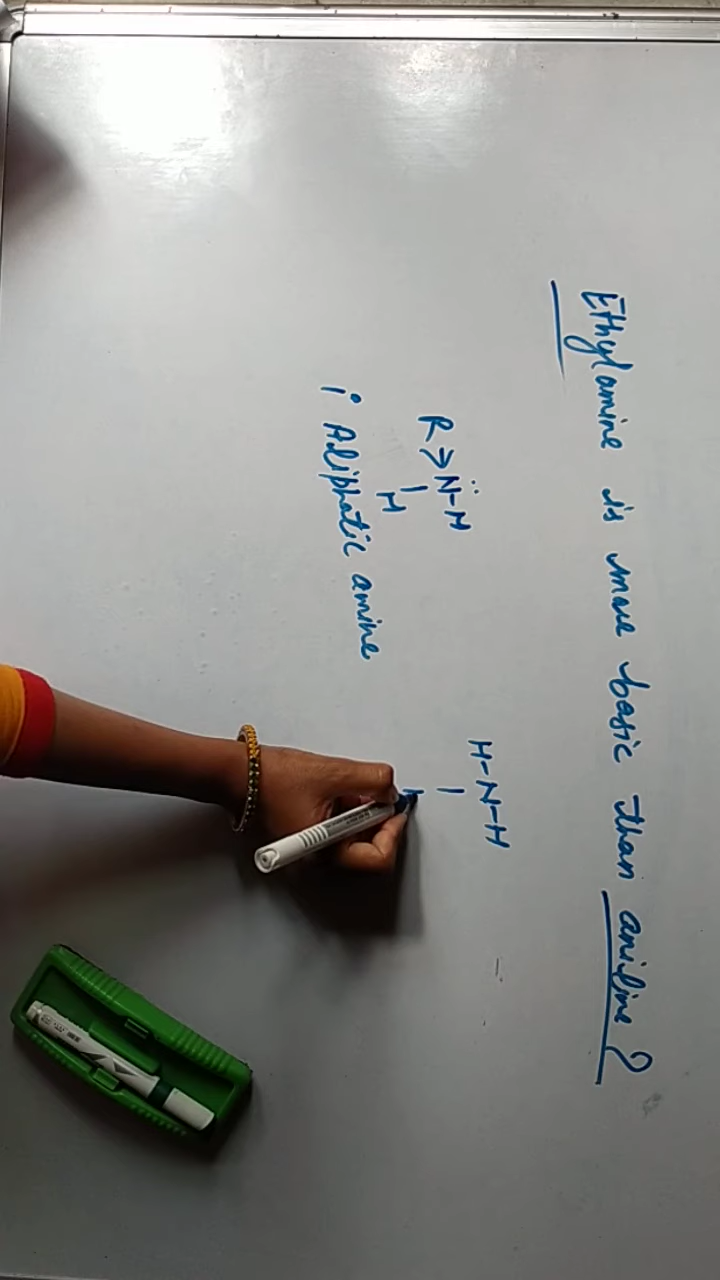 Ethylamine is more basic than aniline?
R > N̈ - H
|
H
H - N - H
|
i Aliphatic amine